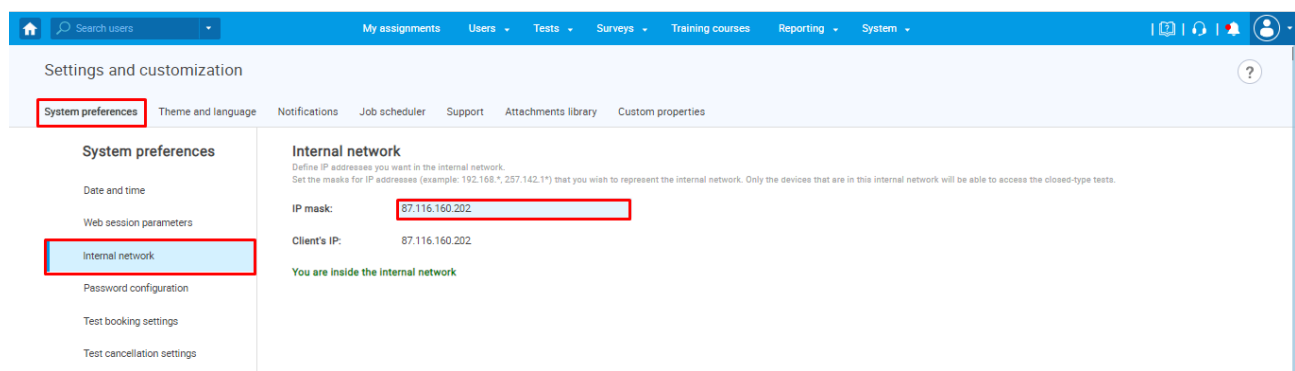 Search users My assignments Users Tests Surveys Training courses Reporting System
Settings and customization ?
System preferences Theme and language Notifications Job scheduler Support Attachments library Custom properties
System preferences
Date and time
Web session parameters
Internal network
Password configuration
Test booking settings
Test cancellation settings
Internal network
Define IP addresses you want in the internal network.
Set the masks for IP addresses (example: 192.168.*, 257.142.1*) that you wish to represent the internal network. Only the devices that are in this internal network will be able to access the closed-type tests.
IP mask: 87.116.160.202
Client's IP: 87.116.160.202
You are inside the internal network